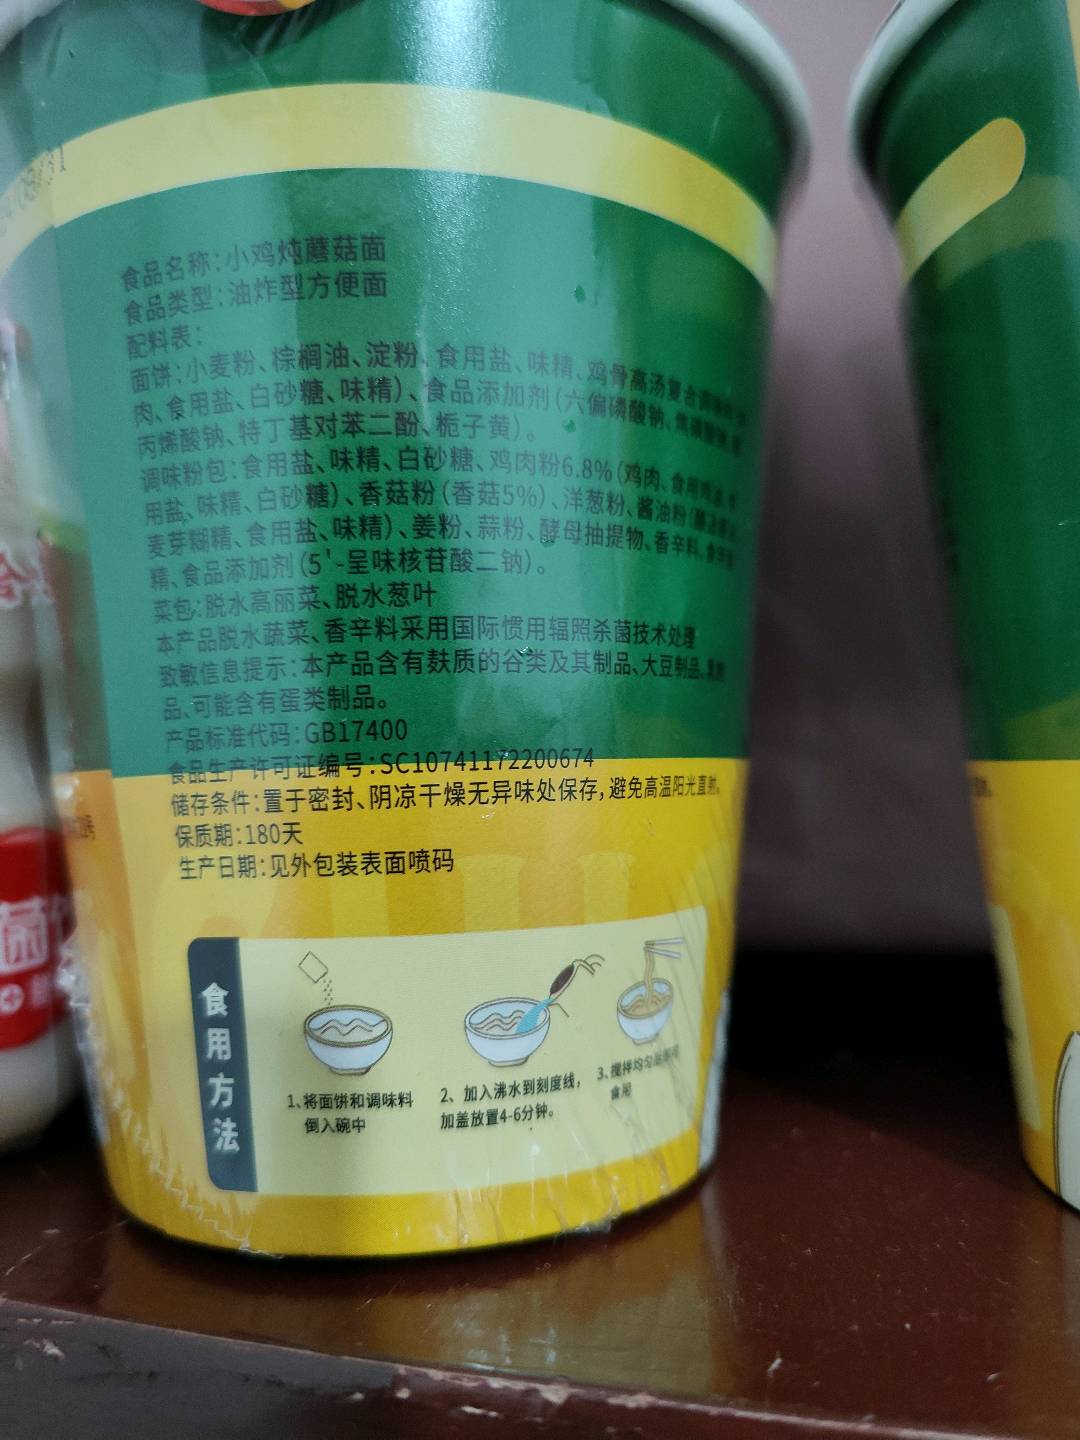 食品名称:小鸡炖蘑菇面
食品类型:油炸型方便面
配料表:
面饼:小麦粉、棕榈油、淀粉、食用盐、味精、鸡骨高汤复合调味料
肉、食用盐、白砂糖、味精)、食品添加剂(六偏磷酸钠、焦磷酸钠、
丙烯酸钠、特丁基对苯二酚、栀子黄)。
调味粉包:食用盐、味精、白砂糖、鸡肉粉6.8%(鸡肉、食用鸡油、
用盐、味精、白砂糖)、香菇粉(香菇5%)、洋葱粉、酱油粉(
麦芽糊精、食用盐、味精)、姜粉、蒜粉、酵母抽提物、香辛料、
精、食品添加剂(5'-呈味核苷酸二钠)。
菜包:脱水高丽菜、脱水葱叶
本产品脱水蔬菜、香辛料采用国际惯用辐照杀菌技术处理
致敏信息提示:本产品含有麸质的谷类及其制品、大豆制品、
品、可能含有蛋类制品。
产品标准代码:GB17400
食品生产许可证编号:SC10741172200674
储存条件:置于密封、阴凉干燥无异味处保存,避免高温阳光直射。
保质期:180天
生产日期:见外包装表面喷码
食用方法
1、将面饼和调味料
倒入碗中
2、加入沸水到刻度线,
加盖放置4-6分钟。
3、搅拌均匀
食用